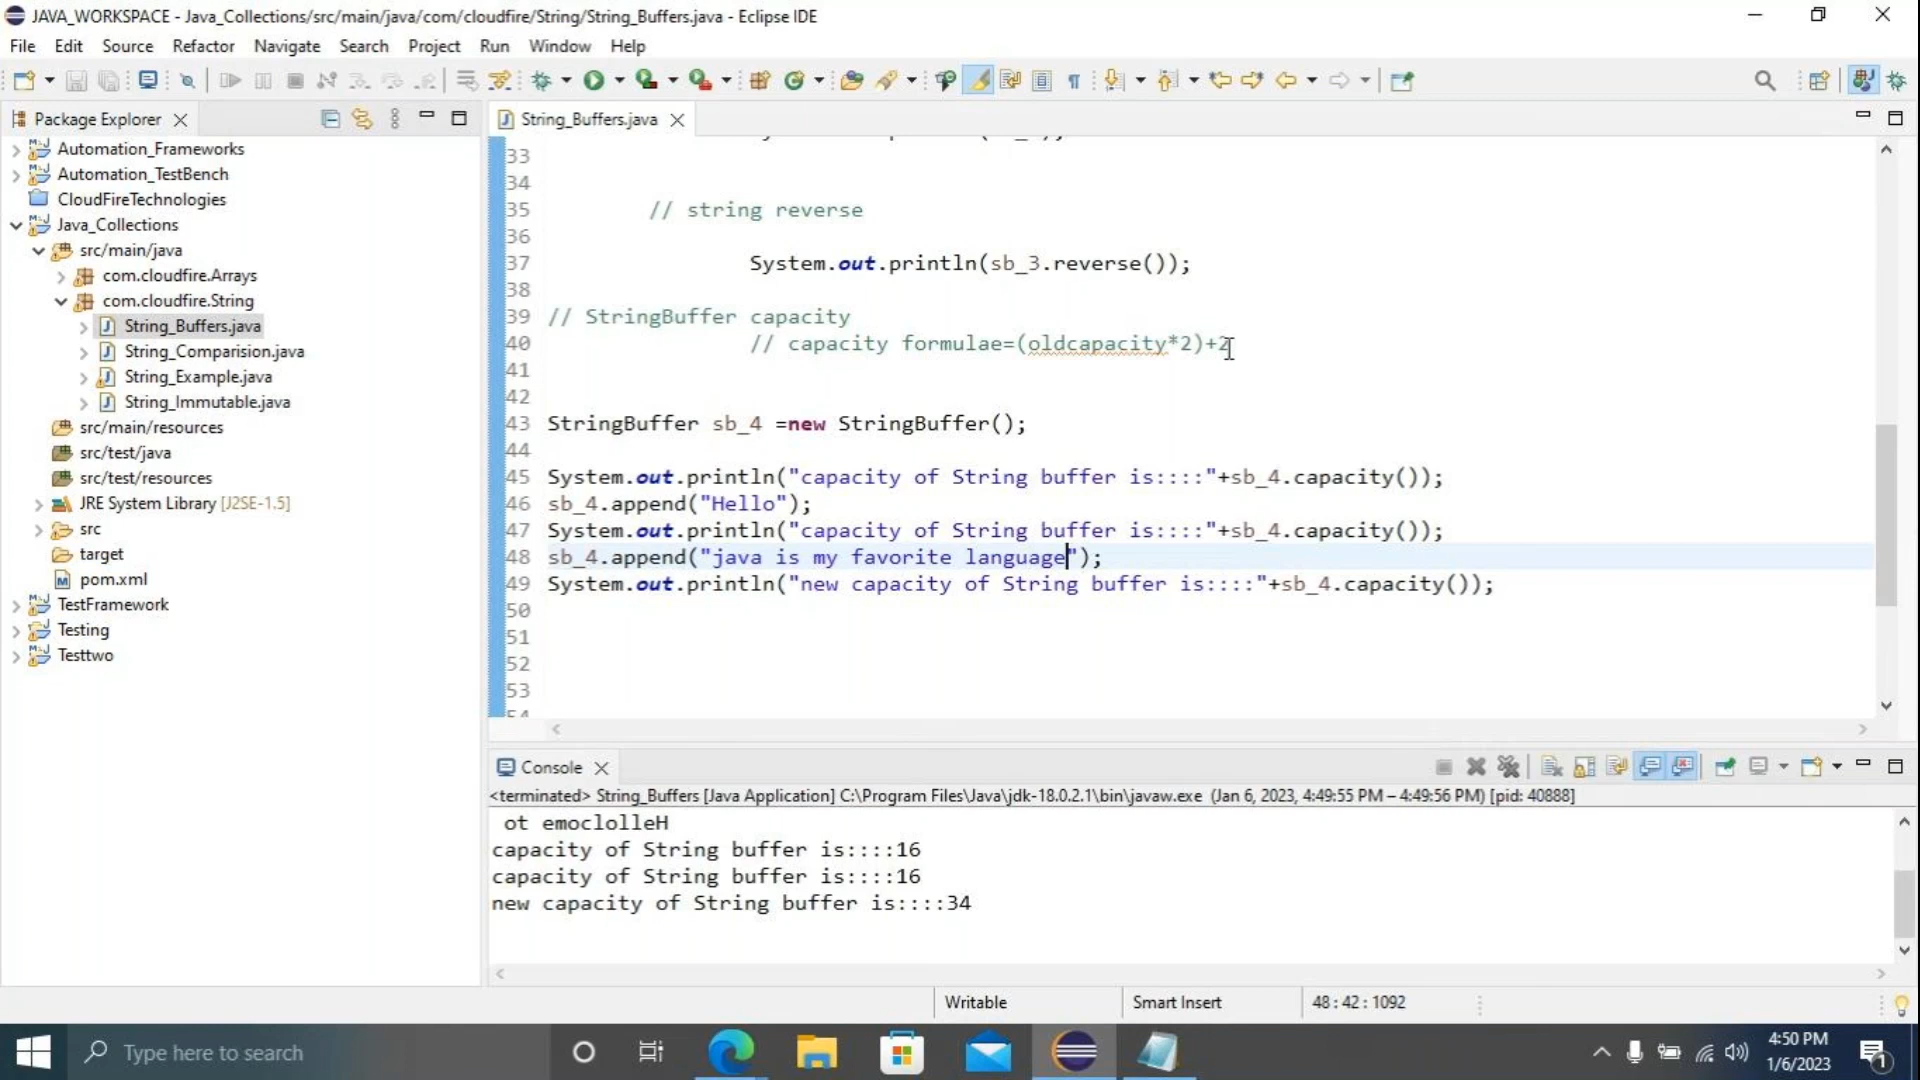 JAVA_WORKSPACE - Java_Collections/src/main/java/com/cloudfire/String/String_Buffers.java - Eclipse IDE
File Edit Source Refactor Navigate Search Project Run Window Help
Package Explorer
Automation_Frameworks
Automation_TestBench
CloudFireTechnologies
Java_Collections
src/main/java
com.cloudfire.Arrays
com.cloudfire.String
String_Buffers.java
String_Comparision.java
String_Example.java
String_Immutable.java
src/main/resources
src/test/java
src/test/resources
JRE System Library [J2SE-1.5]
src
target
pom.xml
TestFramework
Testing
Testtwo
String_Buffers.java
33
34
35 // string reverse
36
37 System.out.println(sb_3.reverse());
38
39 // StringBuffer capacity
40 // capacity formulae=(oldcapacity*2)+2
41
42
43 StringBuffer sb_4 =new StringBuffer();
44
45 System.out.println("capacity of String buffer is::::"+sb_4.capacity());
46 sb_4.append("Hello");
47 System.out.println("capacity of String buffer is::::"+sb_4.capacity());
48 sb_4.append("java is my favorite language");
49 System.out.println("new capacity of String buffer is::::"+sb_4.capacity());
50
51
52
53
Console
<terminated> String_Buffers [Java Application] C:\Program Files\Java\jdk-18.0.2.1\bin\javaw.exe (Jan 6, 2023, 4:49:55 PM – 4:49:56 PM) [pid: 40888]
ot emoclolleH
capacity of String buffer is::::16
capacity of String buffer is::::16
new capacity of String buffer is::::34
Writable Smart Insert 48 : 42 : 1092
Type here to search
4:50 PM
1/6/2023
1